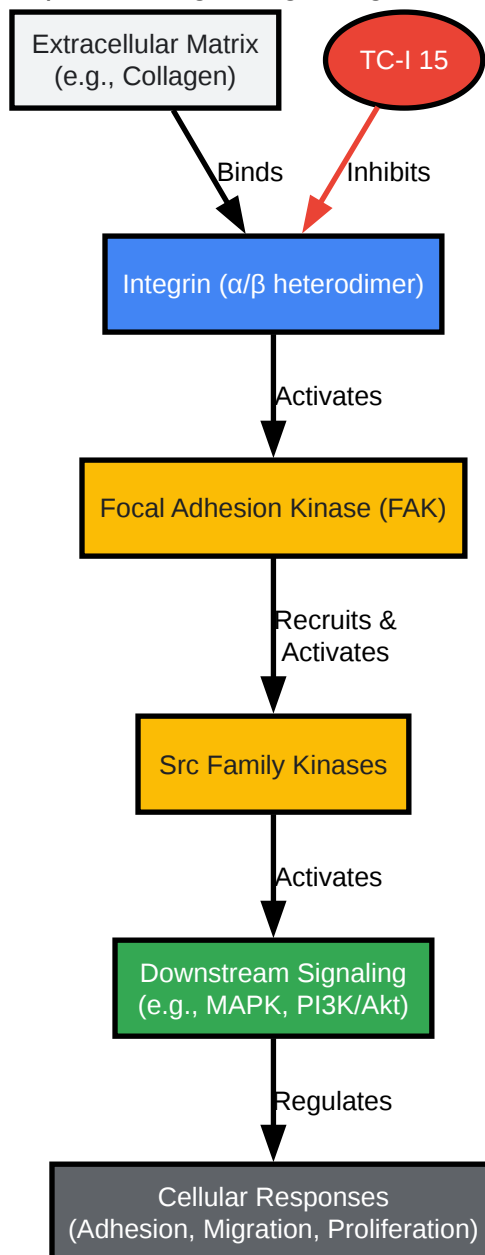 Extracellular Matrix
(e.g., Collagen)
TC-I 15
Binds
Inhibits
Integrin (α/β heterodimer)
Activates
Focal Adhesion Kinase (FAK)
Recruits &
Activates
Src Family Kinases
Activates
Downstream Signaling
(e.g., MAPK, PI3K/Akt)
Regulates
Cellular Responses
(Adhesion, Migration, Proliferation)